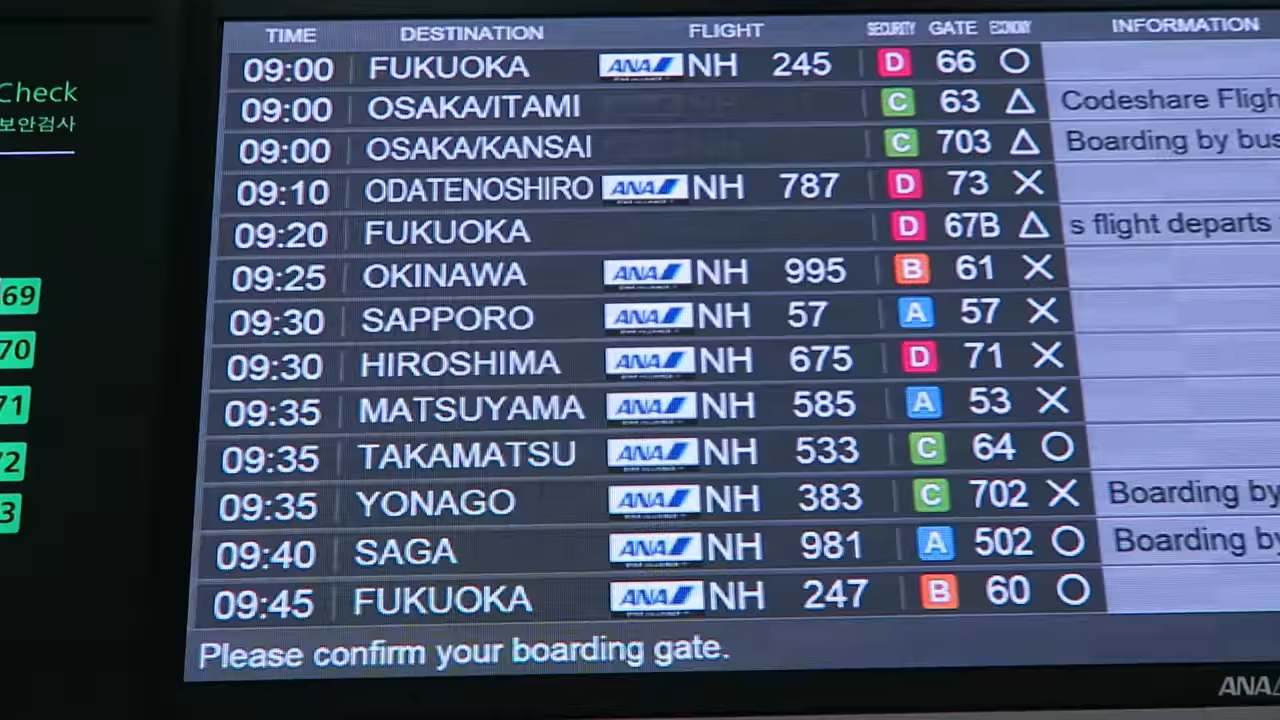 Check
보안검사
69
70
71
72
3
TIME DESTINATION FLIGHT SECURITY GATE ECONOMY INFORMATION
09:00 FUKUOKA ANA NH 245 D 66 ○
09:00 OSAKA/ITAMI C 63 △ Codeshare Fligh
09:00 OSAKA/KANSAI C 703 △ Boarding by bus
09:10 ODATENOSHIRO ANA NH 787 D 73 ×
09:20 FUKUOKA D 67B △ s flight departs
09:25 OKINAWA ANA NH 995 B 61 ×
09:30 SAPPORO ANA NH 57 A 57 ×
09:30 HIROSHIMA ANA NH 675 D 71 ×
09:35 MATSUYAMA ANA NH 585 A 53 ×
09:35 TAKAMATSU ANA NH 533 C 64 ○
09:35 YONAGO ANA NH 383 C 702 × Boarding by
09:40 SAGA ANA NH 981 A 502 ○ Boarding by
09:45 FUKUOKA ANA NH 247 B 60 ○
Please confirm your boarding gate.
ANA